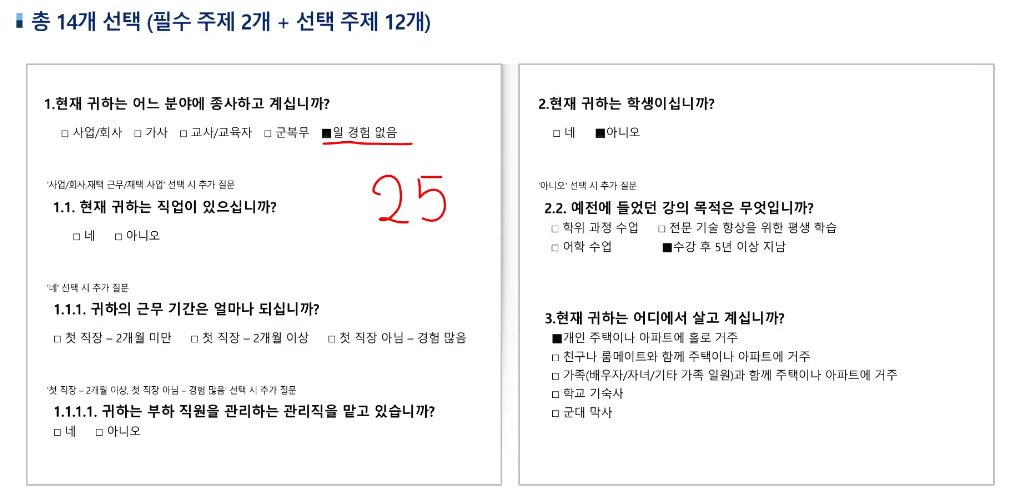 총 14개 선택 (필수 주제 2개 + 선택 주제 12개)
1.현재 귀하는 어느 분야에 종사하고 계십니까?
□ 사업/회사 □ 가사 □ 교사/교육자 □ 군복무 ■일 경험 없음
25
'사업/회사,재택 근무/재택 사업' 선택 시 추가 질문
1.1. 현재 귀하는 직업이 있으십니까?
□ 네 □ 아니오
'네' 선택 시 추가 질문
1.1.1. 귀하의 근무 기간은 얼마나 되십니까?
□ 첫 직장 – 2개월 미만 □ 첫 직장 – 2개월 이상 □ 첫 직장 아님 – 경험 많음
'첫 직장 – 2개월 이상, 첫 직장 아님 – 경험 많음' 선택 시 추가 질문
1.1.1.1. 귀하는 부하 직원을 관리하는 관리직을 맡고 있습니까?
□ 네 □ 아니오
2.현재 귀하는 학생이십니까?
□ 네 ■아니오
'아니오' 선택 시 추가 질문
2.2. 예전에 들었던 강의 목적은 무엇입니까?
□ 학위 과정 수업 □ 전문 기술 향상을 위한 평생 학습
□ 어학 수업 ■수강 후 5년 이상 지남
3.현재 귀하는 어디에서 살고 계십니까?
■개인 주택이나 아파트에 홀로 거주
□ 친구나 룸메이트와 함께 주택이나 아파트에 거주
□ 가족(배우자/자녀/기타 가족 일원)과 함께 주택이나 아파트에 거주
□ 학교 기숙사
□ 군대 막사